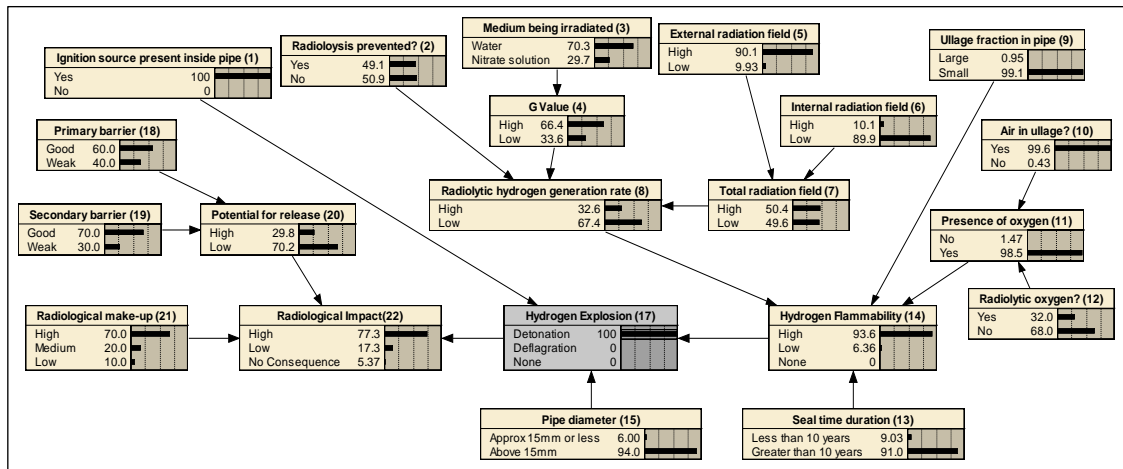 Medium being irradiated (3)
Water 70.3
Nitrate solution 29.7
External radiation field (5)
High 90.1
Low 9.93
Ullage fraction in pipe (9)
Large 0.95
Small 99.1
Ignition source present inside pipe (1)
Yes 100
No 0
Radioloysis prevented? (2)
Yes 49.1
No 50.9
G Value (4)
High 66.4
Low 33.6
Internal radiation field (6)
High 10.1
Low 89.9
Air in ullage? (10)
Yes 99.6
No 0.43
Primary barrier (18)
Good 60.0
Weak 40.0
Radiolytic hydrogen generation rate (8)
High 32.6
Low 67.4
Total radiation field (7)
High 50.4
Low 49.6
Secondary barrier (19)
Good 70.0
Weak 30.0
Potential for release (20)
High 29.8
Low 70.2
Presence of oxygen (11)
No 1.47
Yes 98.5
Radiolytic oxygen? (12)
Yes 32.0
No 68.0
Radiological make-up (21)
High 70.0
Medium 20.0
Low 10.0
Radiological Impact(22)
High 77.3
Low 17.3
No Consequence 5.37
Hydrogen Explosion (17)
Detonation 100
Deflagration 0
None 0
Hydrogen Flammability (14)
High 93.6
Low 6.36
None 0
Pipe diameter (15)
Approx 15mm or less 6.00
Above 15mm 94.0
Seal time duration (13)
Less than 10 years 9.03
Greater than 10 years 91.0